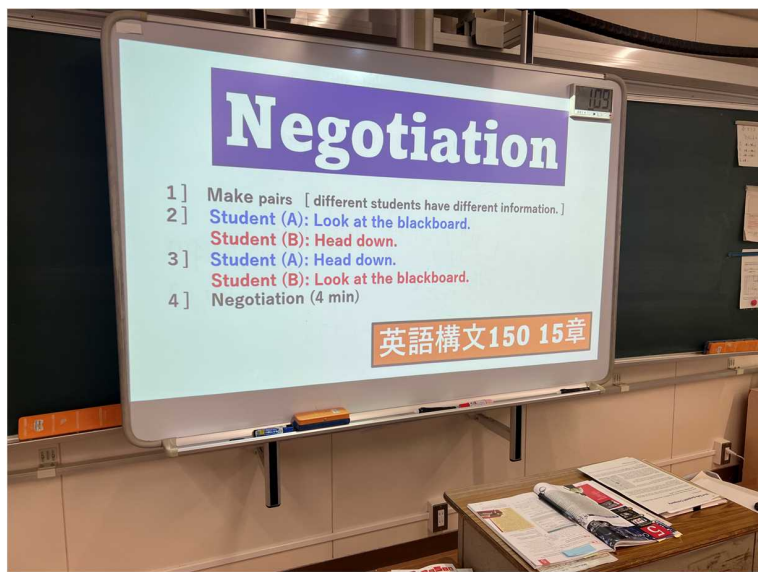 Negotiation
109
1] Make pairs [ different students have different information. ]
2] Student (A): Look at the blackboard.
Student (B): Head down.
3] Student (A): Head down.
Student (B): Look at the blackboard.
4] Negotiation (4 min)
英語構文150 15章